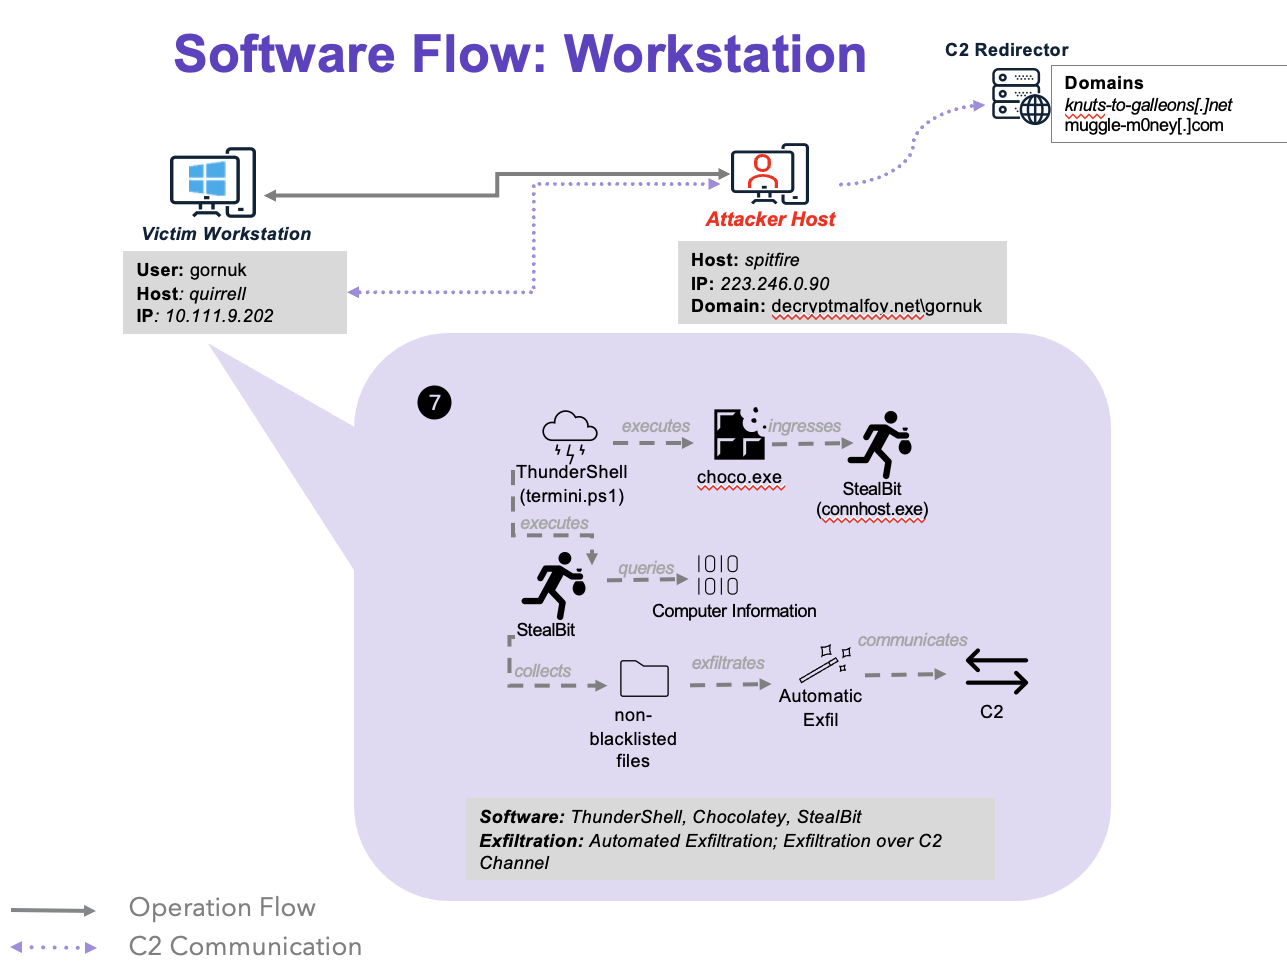 Software Flow: Workstation
C2 Redirector
Domains
knuts-to-galleons[.]net
muggle-m0ney[.]com
Victim Workstation
User: gornuk
Host: quirrell
IP: 10.111.9.202
Attacker Host
Host: spitfire
IP: 223.246.0.90
Domain: decryptmalfoy.net\gornuk
7
executes
ingresses
ThunderShell
(termini.ps1)
choco.exe
StealBit
(connhost.exe)
executes
queries
1010
1010
Computer Information
StealBit
collects
exfiltrates
communicates
non-
blacklisted
files
Automatic
Exfil
C2
Software: ThunderShell, Chocolatey, StealBit
Exfiltration: Automated Exfiltration; Exfiltration over C2
Channel
Operation Flow
C2 Communication